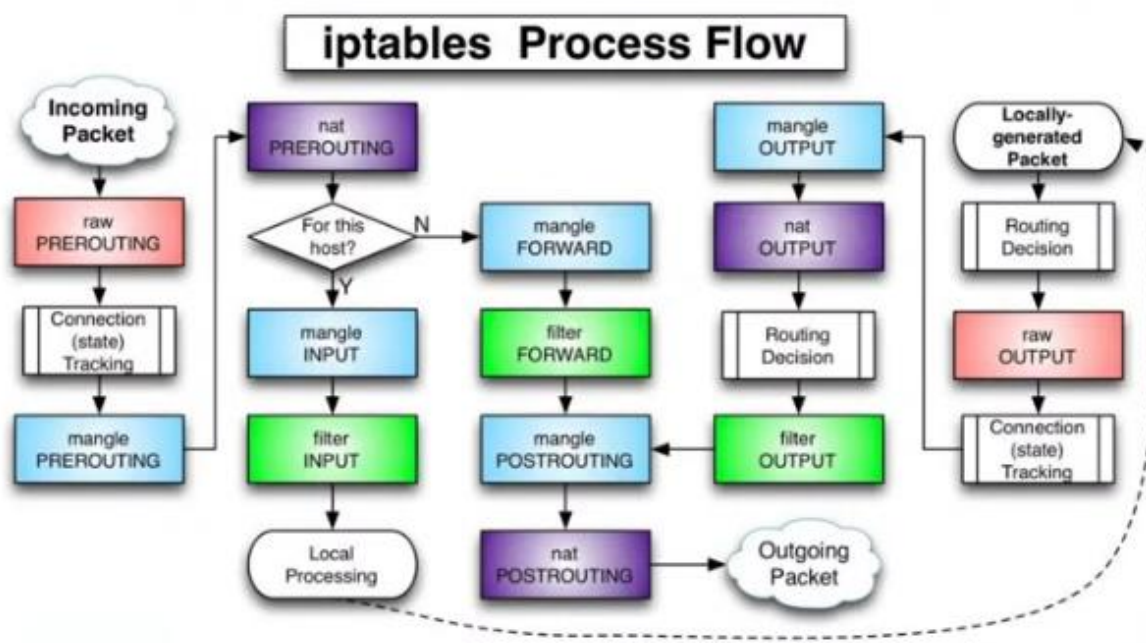 iptables Process Flow
Incoming
Packet
raw
PREROUTING
Connection
(state)
Tracking
mangle
PREROUTING
nat
PREROUTING
For this
host?
N
Y
mangle
INPUT
filter
INPUT
Local
Processing
mangle
FORWARD
filter
FORWARD
mangle
POSTROUTING
nat
POSTROUTING
mangle
OUTPUT
nat
OUTPUT
Routing
Decision
filter
OUTPUT
Outgoing
Packet
Locally-
generated
Packet
Routing
Decision
raw
OUTPUT
Connection
(state)
Tracking